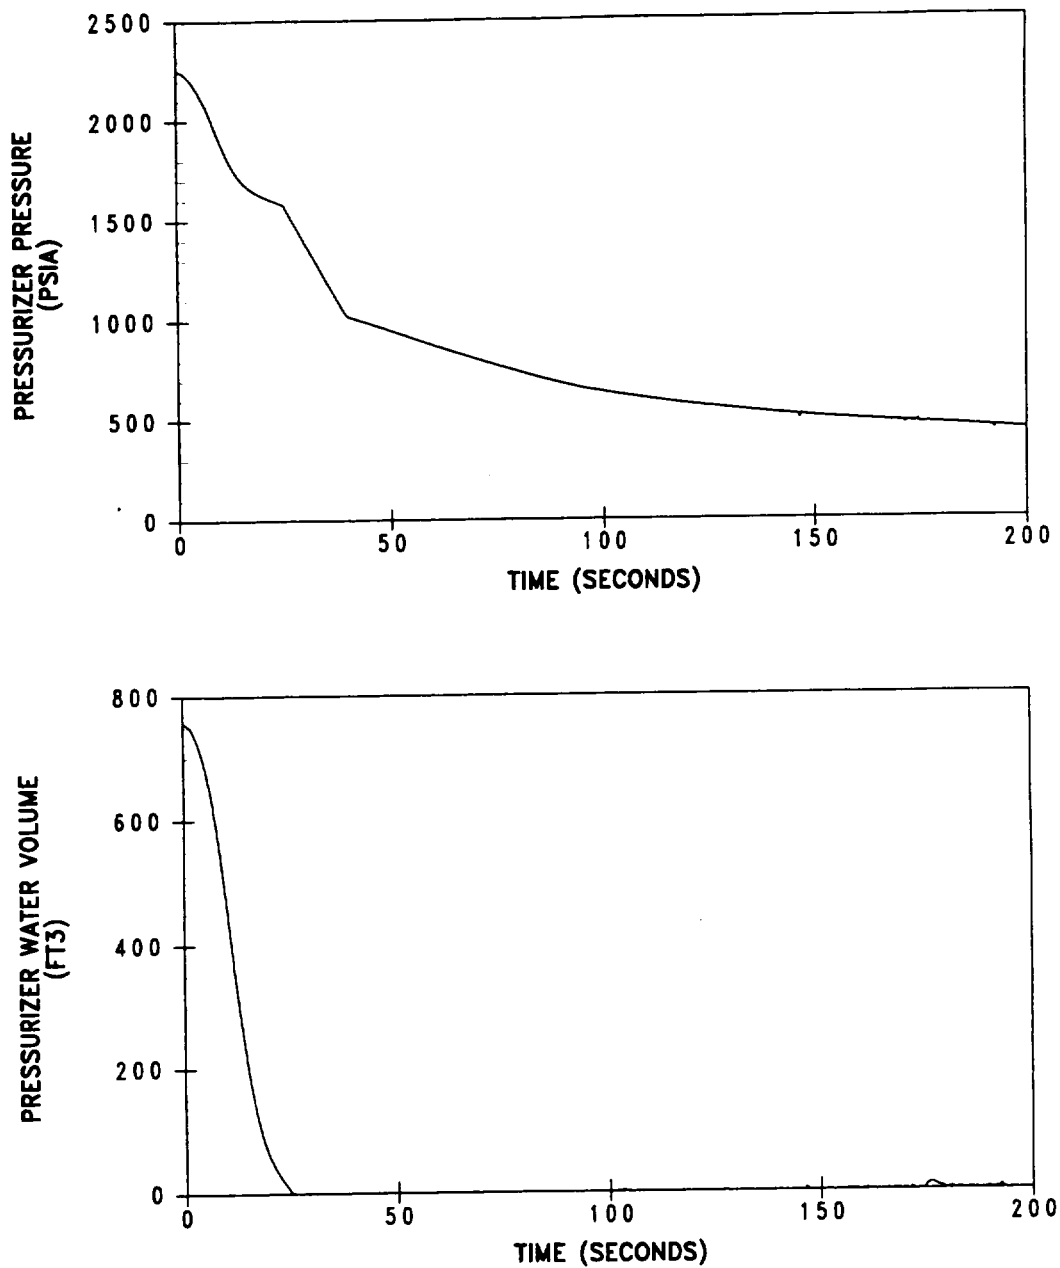 PRESSURIZER PRESSURE
(PSIA)
2500
2000
1500
1000
500
0
0 50 100 150 200
TIME (SECONDS)
PRESSURIZER WATER VOLUME
(FT3)
800
600
400
200
0
0 50 100 150 200
TIME (SECONDS)